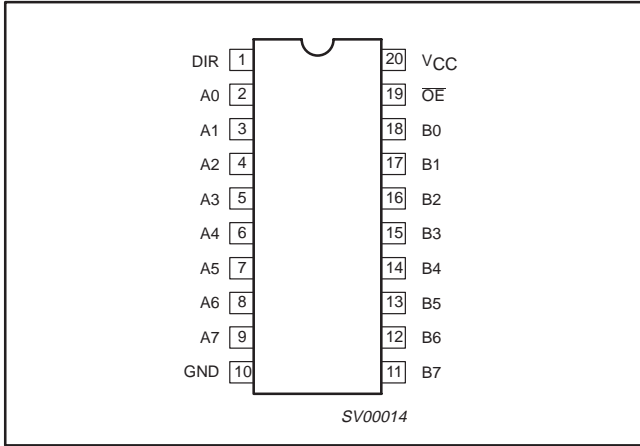 DIR 1 20 VCC
A0 2 19 O̅E̅
A1 3 18 B0
A2 4 17 B1
A3 5 16 B2
A4 6 15 B3
A5 7 14 B4
A6 8 13 B5
A7 9 12 B6
GND 10 11 B7
SV00014